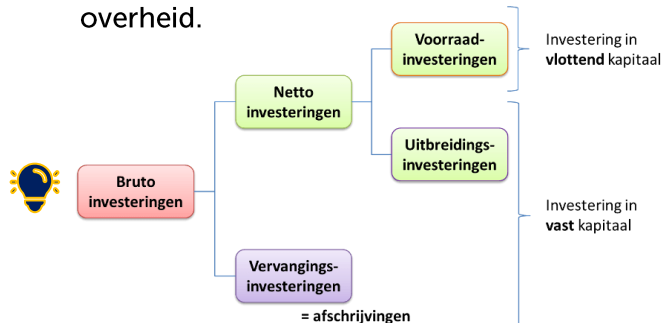 overheid.
Voorraad-
investeringen
Investering in
vlottend kapitaal
Netto
investeringen
Uitbreidings-
investeringen
Bruto
investeringen
Investering in
vast kapitaal
Vervangings-
investeringen
= afschrijvingen